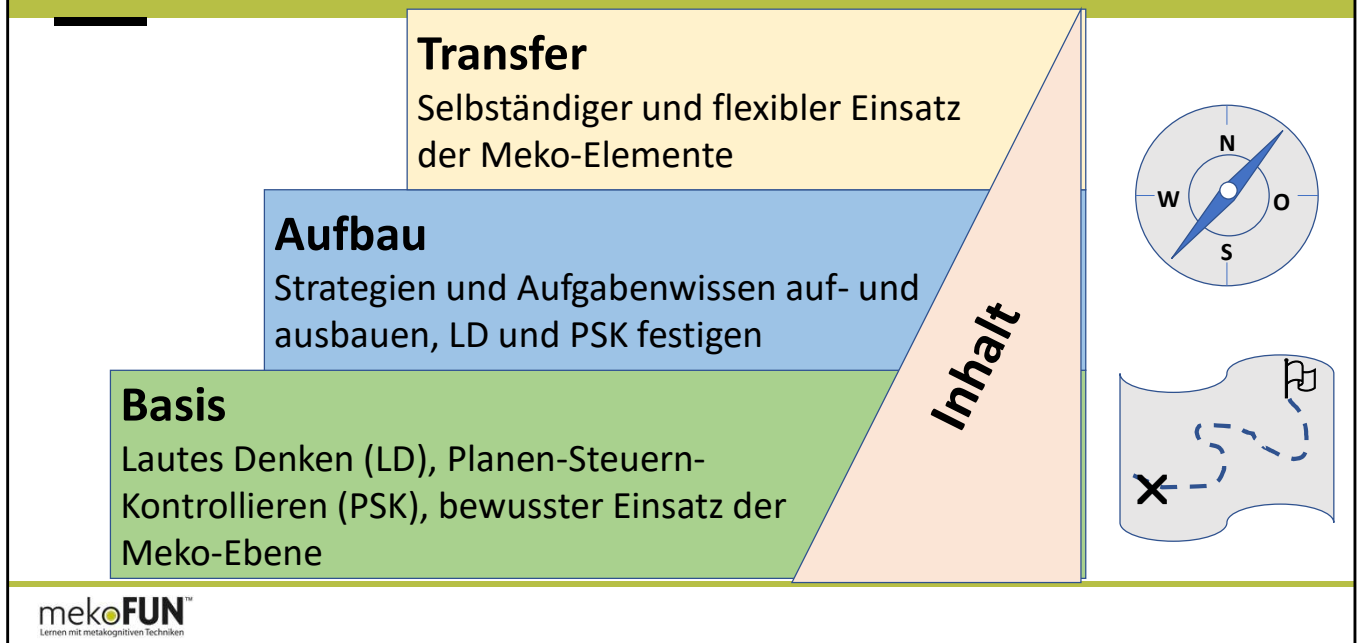 Transfer
Selbständiger und flexibler Einsatz
der Meko-Elemente
Aufbau
Strategien und Aufgabenwissen auf- und
ausbauen, LD und PSK festigen
Basis
Lautes Denken (LD), Planen-Steuern-
Kontrollieren (PSK), bewusster Einsatz der
Meko-Ebene
Inhalt
N
W O
S
mekoFUN™
Lernen mit metakognitiven Techniken